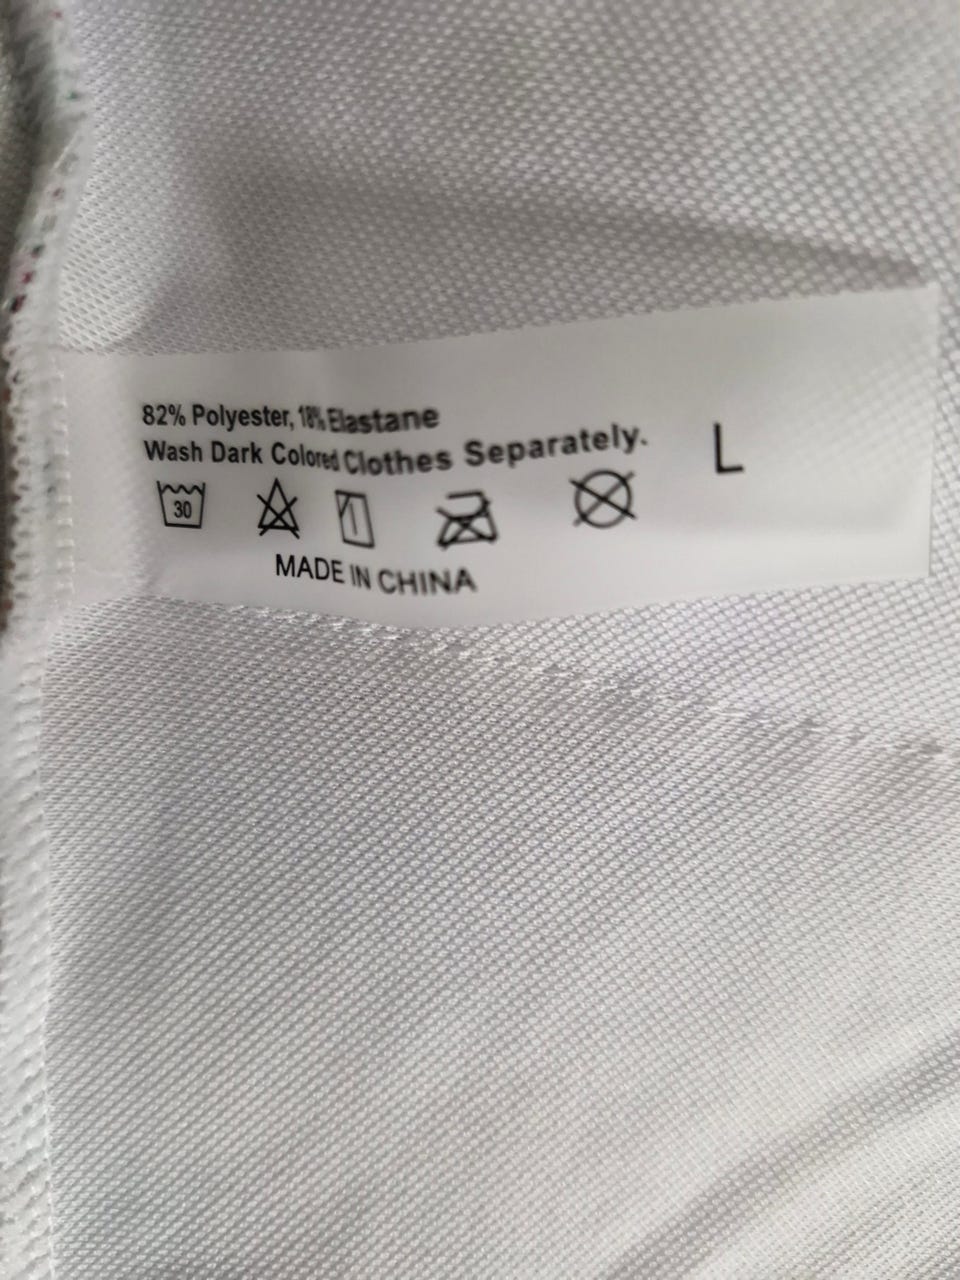 82% Polyester, 18% Elastane
Wash Dark Colored Clothes Separately.
L
30
MADE IN CHINA